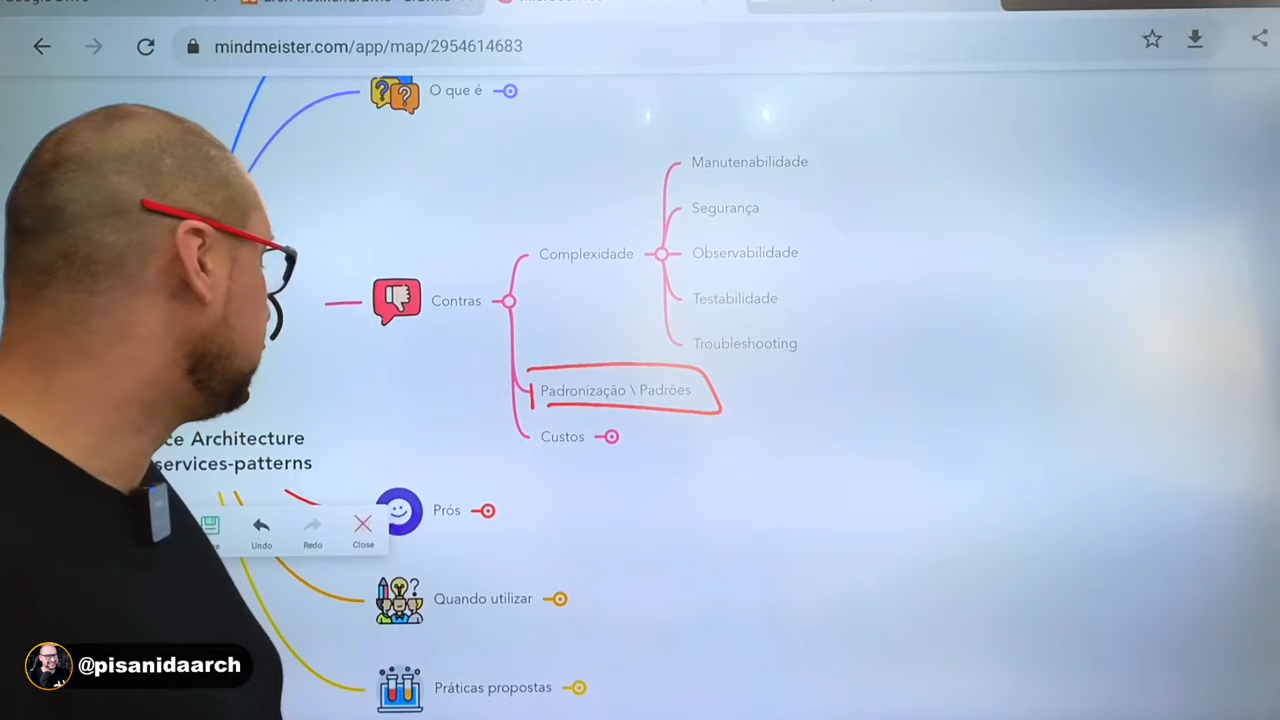 mindmeister.com/app/map/2954614683
O que é
Manutenabilidade
Segurança
Complexidade
Observabilidade
Testabilidade
Contras
Troubleshooting
Padronização \ Padrões
Custos
ce Architecture
services-patterns
Prós
Undo
Redo
Close
Quando utilizar
@pisanidaarch
Práticas propostas